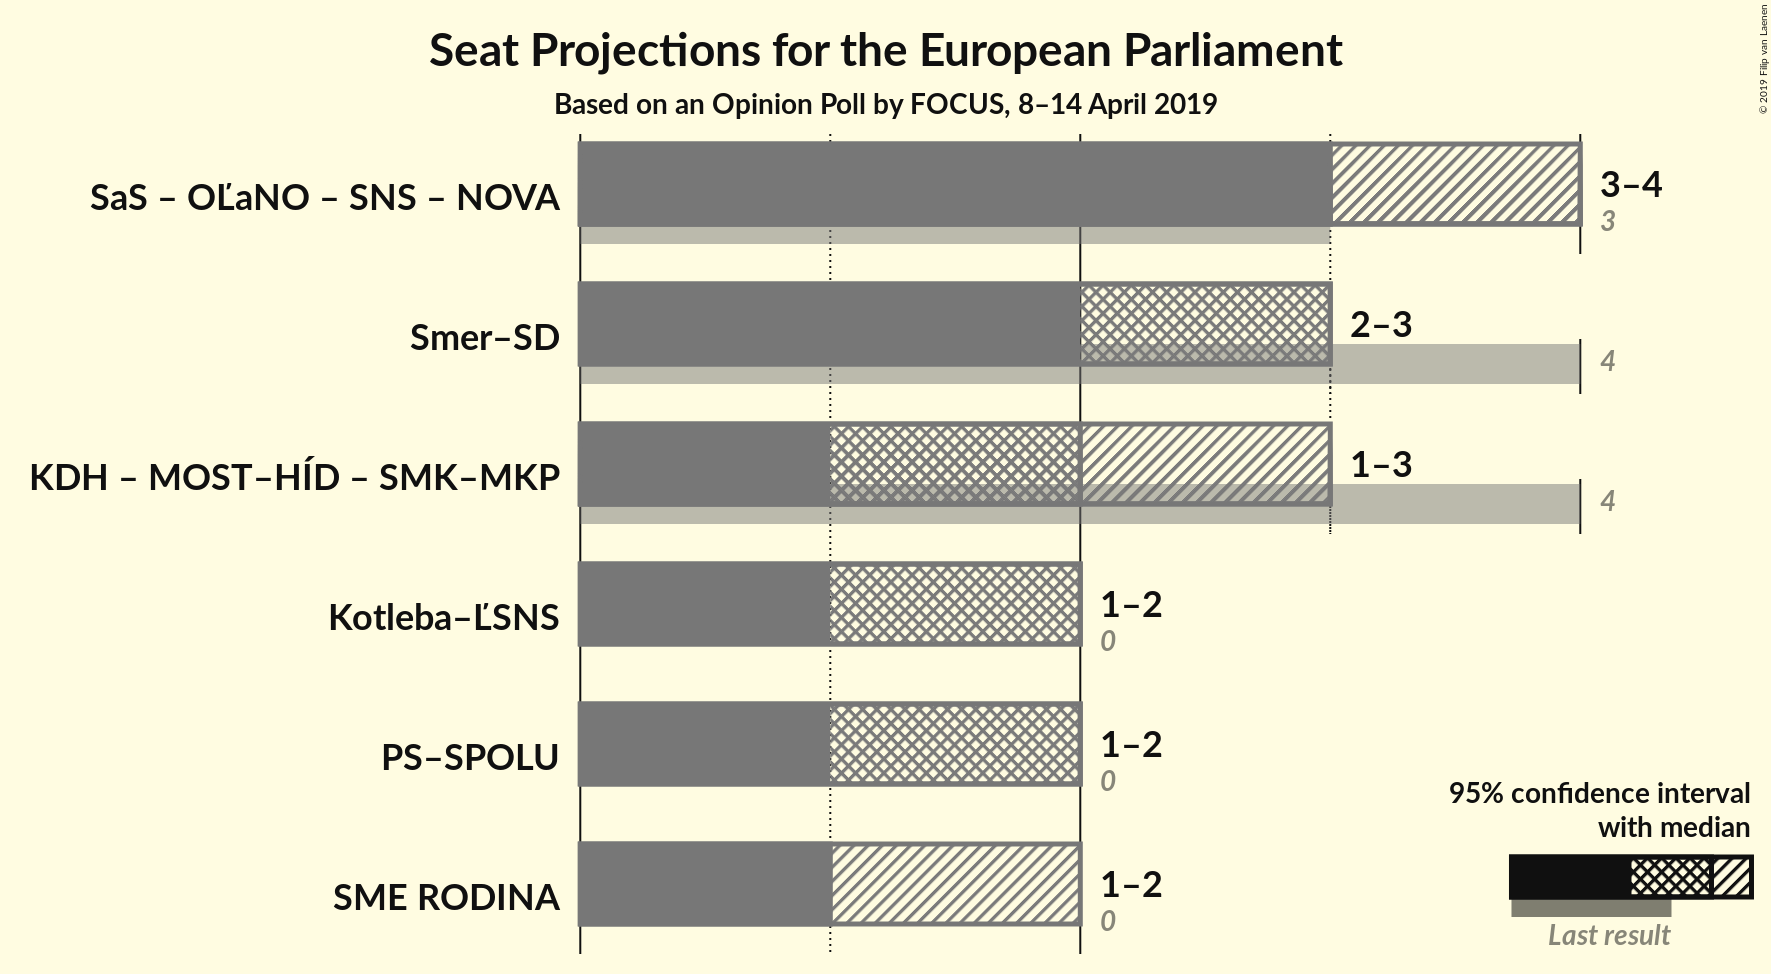 Seat Projections for the European Parliament
Based on an Opinion Poll by FOCUS, 8–14 April 2019
© 2019 Filip van Laenen
SaS – OĽaNO – SNS – NOVA
3–4
3
Smer–SD
2–3
4
KDH – MOST–HÍD – SMK–MKP
1–3
4
Kotleba–ĽSNS
1–2
0
PS–SPOLU
1–2
0
SME RODINA
1–2
0
95% confidence interval
with median
Last result